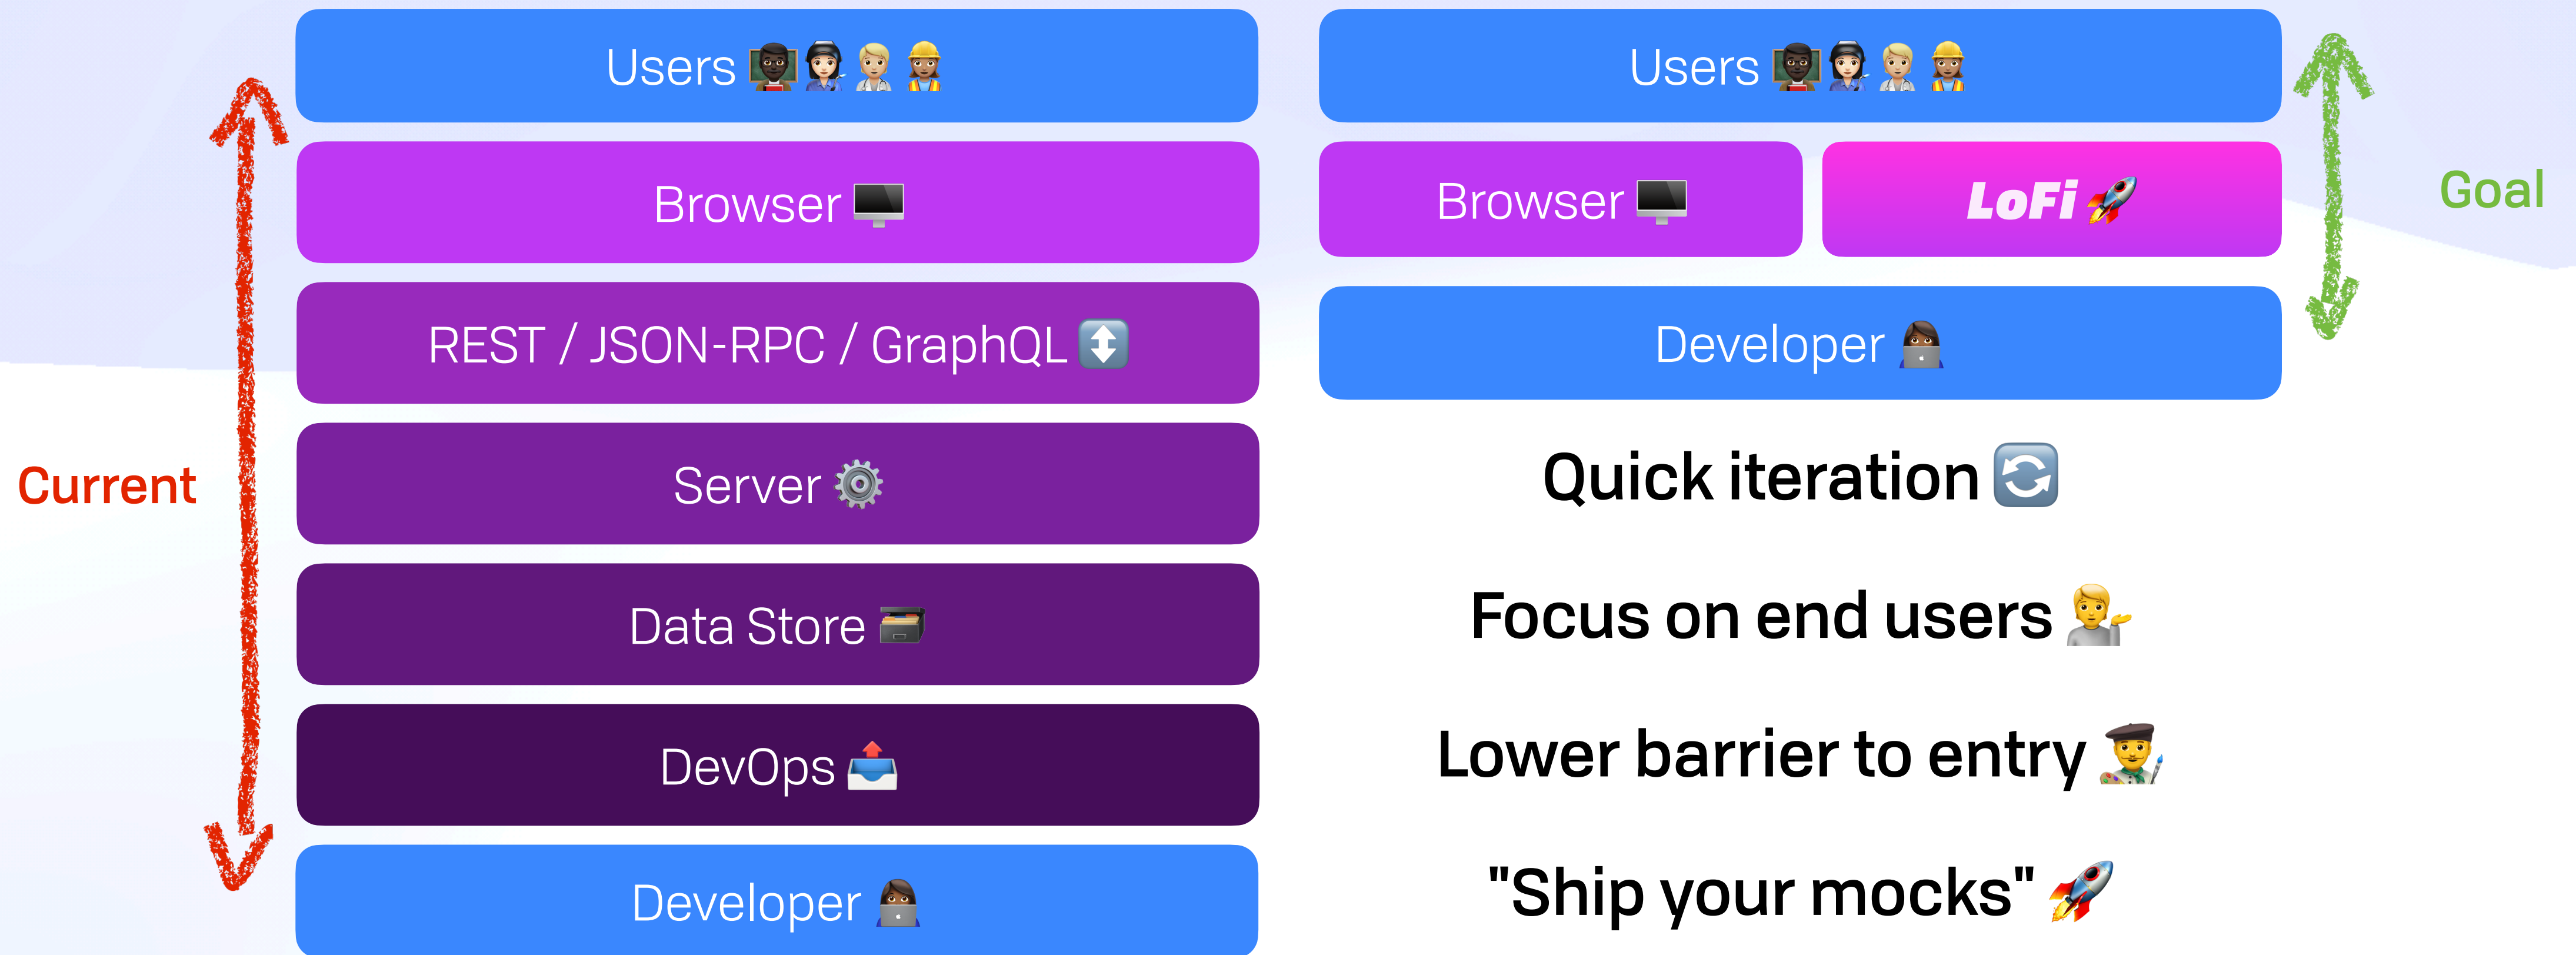 Current
Users 👨🏿‍🏫👩🏻‍🏭🧑🏼‍⚕️👷🏽‍♀️
Browser 🖥️
REST / JSON-RPC / GraphQL ↕️
Server ⚙️
Data Store 🗃️
DevOps 📤
Developer 👩🏾‍💻
Users 👨🏿‍🏫👩🏻‍🏭🧑🏼‍⚕️👷🏽‍♀️
Browser 🖥️
LoFi 🚀
Developer 👩🏾‍💻
Goal
Quick iteration 🔄
Focus on end users 💁
Lower barrier to entry 👨‍🎨
"Ship your mocks" 🚀